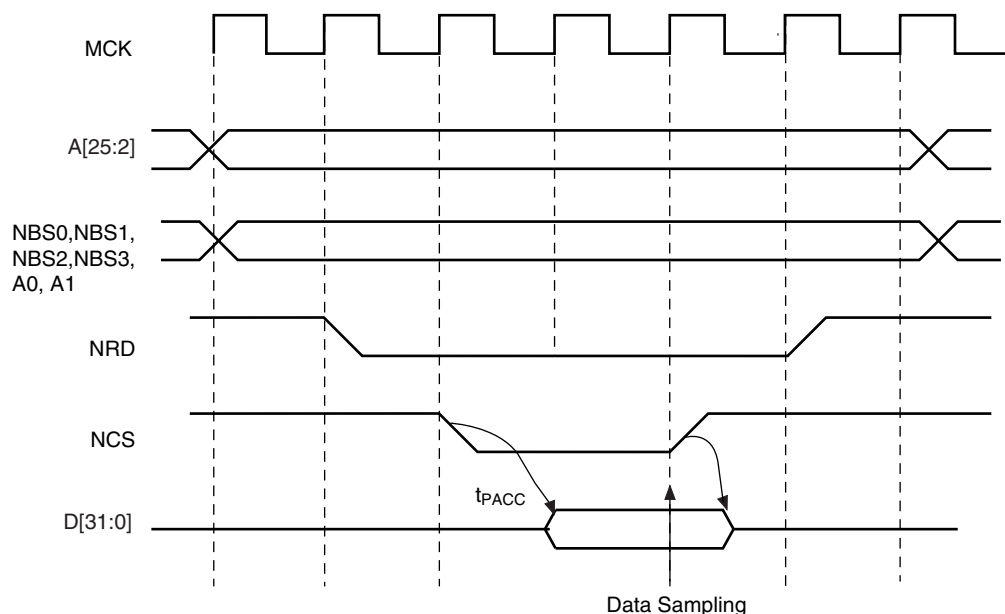 MCK
A[25:2]
NBS0,NBS1,
NBS2,NBS3,
A0, A1
NRD
NCS
tPACC
D[31:0]
Data Sampling